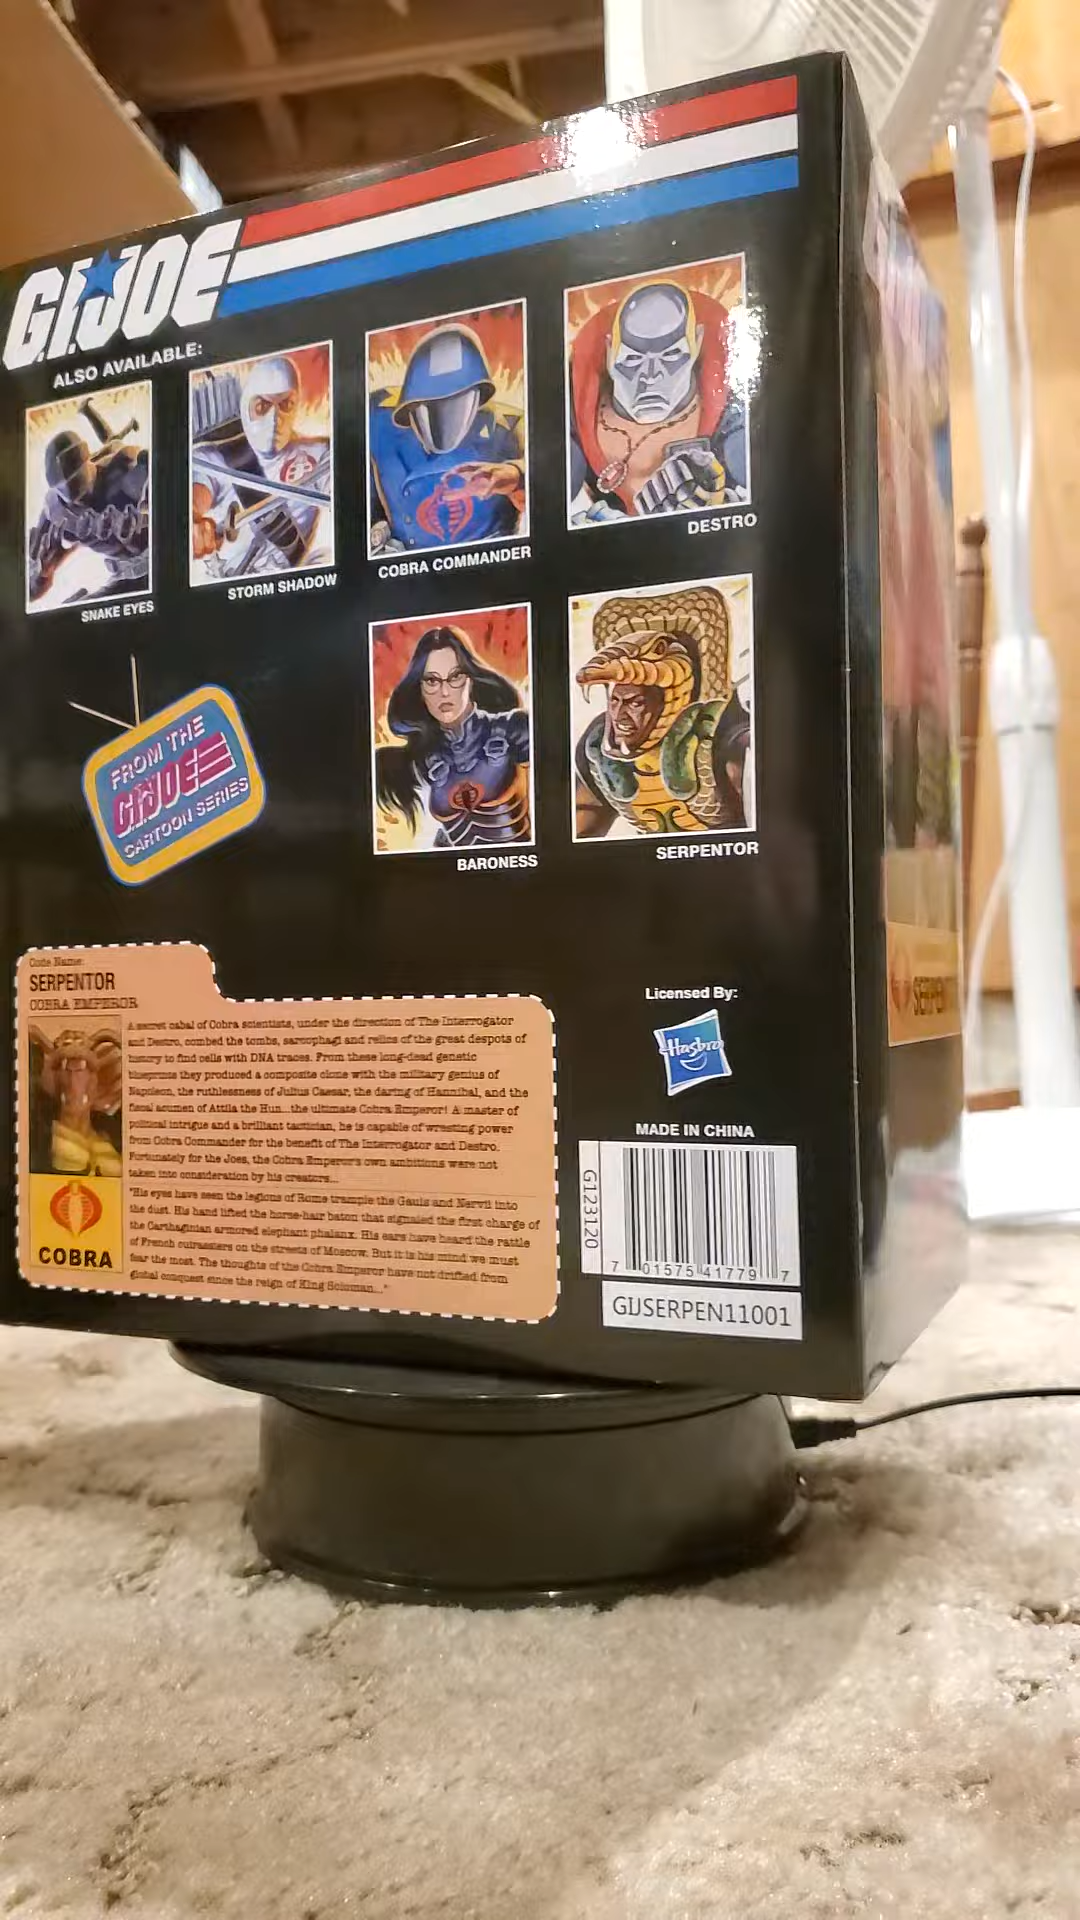 G.I. JOE
ALSO AVAILABLE:
SNAKE EYES
STORM SHADOW
COBRA COMMANDER
DESTRO
BARONESS
SERPENTOR
FROM THE
G.I. JOE
CARTOON SERIES
Code Name:
SERPENTOR
COBRA EMPEROR
A secret cabal of Cobra scientists, under the direction of The Interrogator
and Destro, combed the tombs, sarcophagi and relics of the great despots of
history to find cells with DNA traces. From these long-dead genetic
blueprints they produced a composite clone with the military genius of
Napoleon, the ruthlessness of Julius Caesar, the daring of Hannibal, and the
fiscal acumen of Attila the Hun...the ultimate Cobra Emperor! A master of
political intrigue and a brilliant tactician, he is capable of wresting power
from Cobra Commander for the benefit of The Interrogator and Destro.
Fortunately for the Joes, the Cobra Emperor's own ambitions were not
taken into consideration by his creators...
"His eyes have seen the legions of Rome trample the Gauls and Nervii into
the dust. His hand lifted the horse-hair baton that signaled the first charge of
the Carthaginian armored elephant phalanx. His ears have heard the rattle
of French cuirassiers on the streets of Moscow. But it is his mind we must
fear the most. The thoughts of the Cobra Emperor have not drifted from
global conquest since the reign of King Soloman..."
COBRA
Licensed By:
Hasbro
MADE IN CHINA
G123120
7 01575 41779 7
GIJSERPEN11001